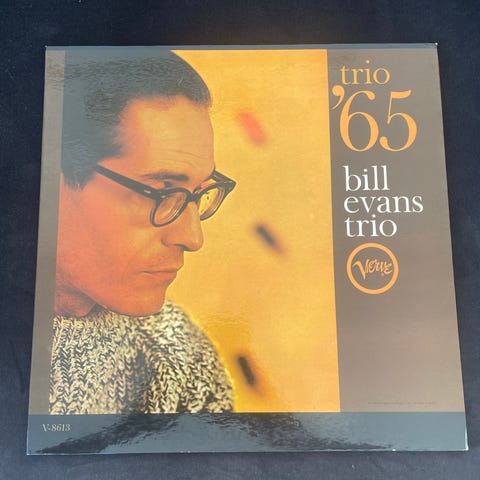 trio
'65
bill
evans
trio
Verve
V-8613